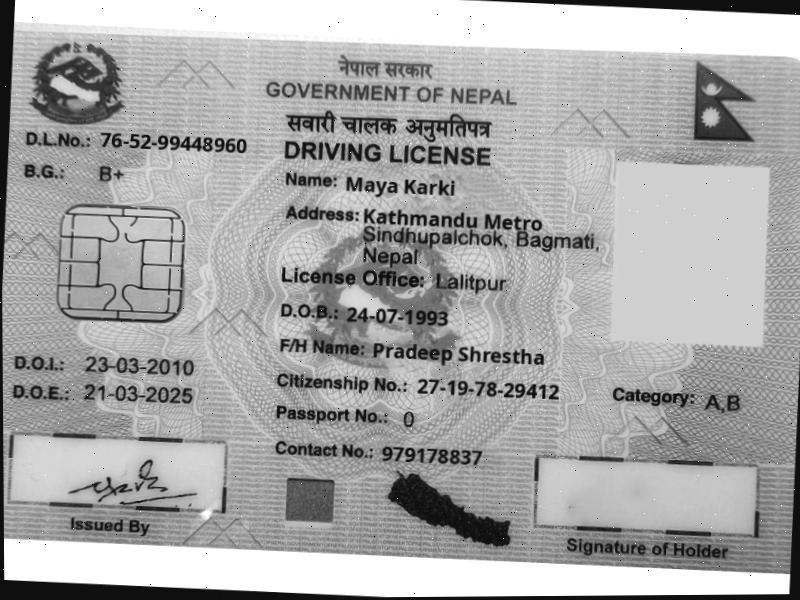 नेपाल सरकार
GOVERNMENT OF NEPAL
सवारी चालक अनुमतिपत्र
DRIVING LICENSE
D.L.No.: 76-52-99448960
B.G.: B+
Name: Maya Karki
Address: Kathmandu Metro
Sindhupalchok, Bagmati,
Nepal
License Office: Lalitpur
D.O.B.: 24-07-1993
F/H Name: Pradeep Shrestha
D.O.I.: 23-03-2010
D.O.E.: 21-03-2025
Citizenship No.: 27-19-78-29412
Category: A,B
Passport No.: 0
Contact No.: 979178837
Issued By
Signature of Holder